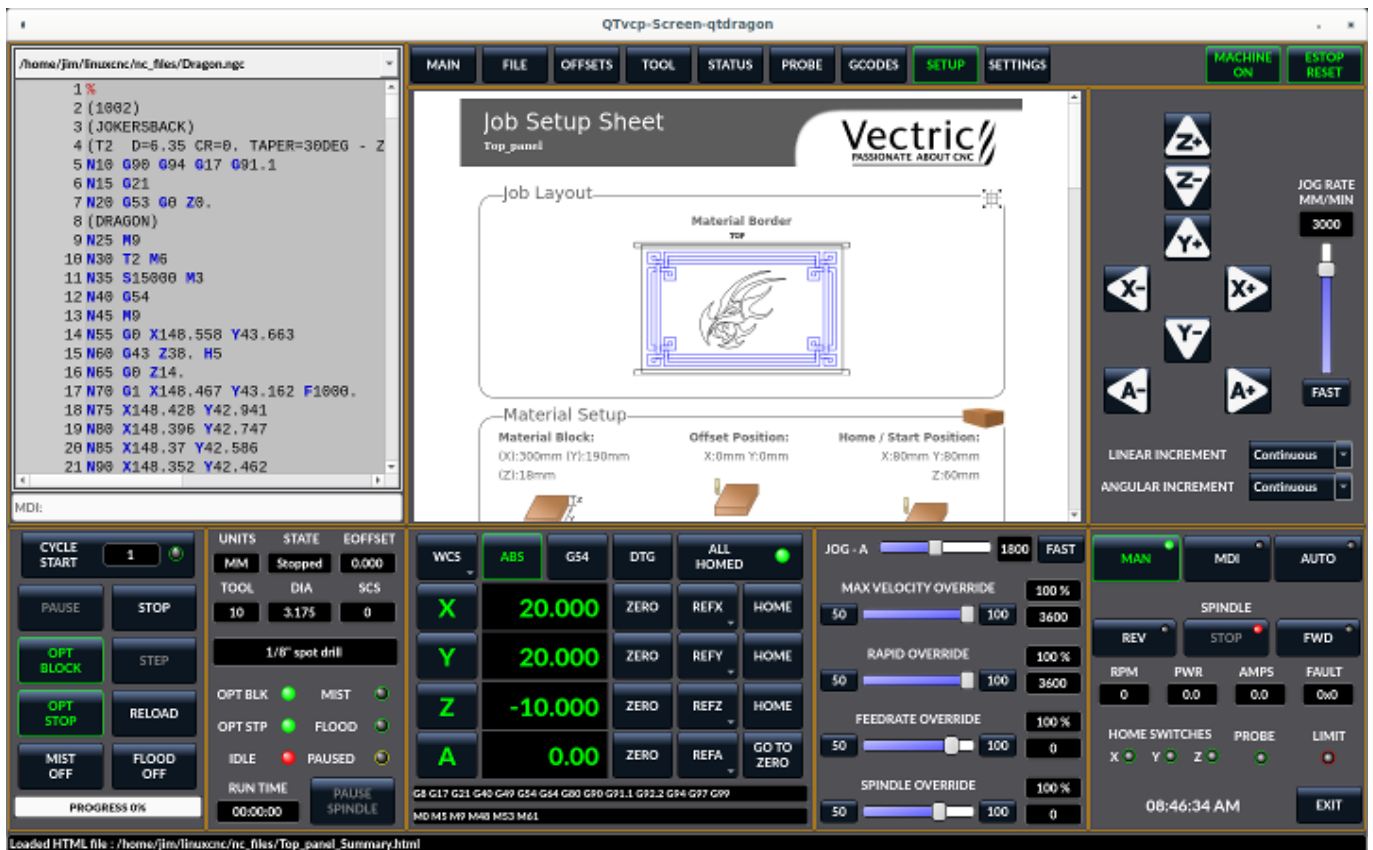 QTvcp-Screen-qtdragon
/home/jim/linuxcnc/nc_files/Dragon.ngc
1 %
2 (1002)
3 (JOKERSBACK)
4 (T2 D=6.35 CR=0. TAPER=30DEG - Z
5 N10 G90 G94 G17 G91.1
6 N15 G21
7 N20 G53 G0 Z0.
8 (DRAGON)
9 N25 M9
10 N30 T2 M6
11 N35 S15000 M3
12 N40 G54
13 N45 M9
14 N55 G0 X148.558 Y43.663
15 N60 G43 Z38. H5
16 N65 G0 Z14.
17 N70 G1 X148.467 Y43.162 F1000.
18 N75 X148.428 Y42.941
19 N80 X148.396 Y42.747
20 N85 X148.37 Y42.586
21 N90 X148.352 Y42.462
MDI:
MAIN FILE OFFSETS TOOL STATUS PROBE GCODES SETUP SETTINGS
MACHINE ON
ESTOP RESET
Job Setup Sheet
Top_panel
Vectric
PASSIONATE ABOUT CNC
Job Layout
Material Border
TOP
Material Setup
Material Block: Offset Position: Home / Start Position:
(X):300mm (Y):190mm X:0mm Y:0mm X:80mm Y:80mm
(Z):18mm Z:60mm
Tz
Z+
Z-
Y+
X- X+
Y-
A- A+
JOG RATE
MM/MIN
3000
FAST
LINEAR INCREMENT Continuous
ANGULAR INCREMENT Continuous
CYCLE START 1
PAUSE STOP
OPT BLOCK STEP
OPT STOP RELOAD
MIST OFF FLOOD OFF
PROGRESS 0%
UNITS STATE EOFFSET
MM Stopped 0.000
TOOL DIA SCS
10 3.175 0
1/8" spot drill
OPT BLK MIST
OPT STP FLOOD
IDLE PAUSED
RUN TIME
00:00:00
PAUSE SPINDLE
WCS ABS G54 DTG ALL HOMED
X 20.000 ZERO REFX HOME
Y 20.000 ZERO REFY HOME
Z -10.000 ZERO REFZ HOME
A 0.00 ZERO REFA GO TO ZERO
G8 G17 G21 G40 G49 G54 G64 G80 G90 G91.1 G92.2 G94 G97 G99
M0 M5 M9 M48 M53 M61
JOG - A 1800 FAST
MAX VELOCITY OVERRIDE 100 %
50 100 3600
RAPID OVERRIDE 100 %
50 100 3600
FEEDRATE OVERRIDE 100 %
50 100 0
SPINDLE OVERRIDE 100 %
50 100 0
MAN MDI AUTO
SPINDLE
REV STOP FWD
RPM PWR AMPS FAULT
0 0.0 0.0 0x0
HOME SWITCHES PROBE LIMIT
X Y Z
08:46:34 AM EXIT
Loaded HTML file : /home/jim/linuxcnc/nc_files/Top_panel_Summary.html